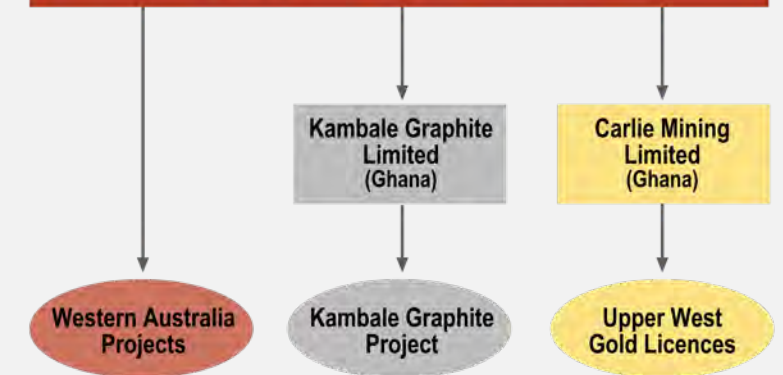 Kambale Graphite
Limited
(Ghana)
Carlie Mining
Limited
(Ghana)
Western Australia
Projects
Kambale Graphite
Project
Upper West
Gold Licences